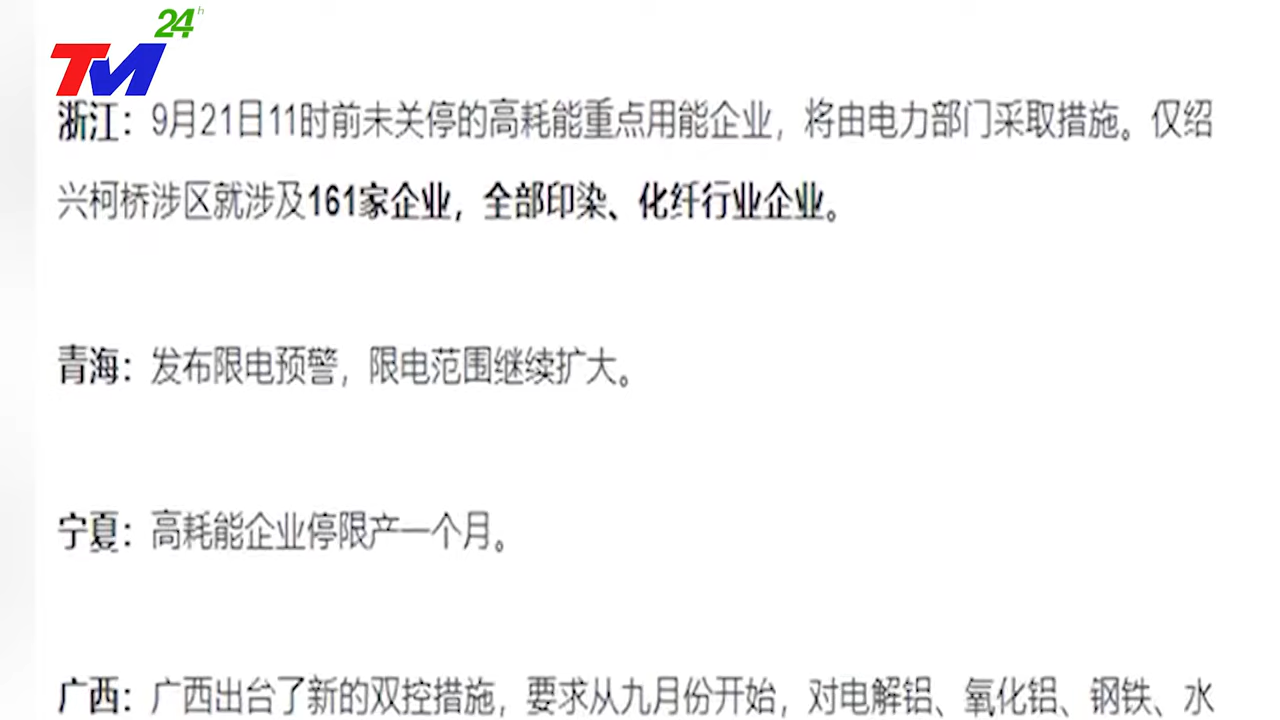 TM 24h
浙江：9月21日11时前未关停的高耗能重点用能企业，将由电力部门采取措施。仅绍
兴柯桥涉区就涉及161家企业，全部印染、化纤行业企业。
青海：发布限电预警，限电范围继续扩大。
宁夏：高耗能企业停限产一个月。
广西：广西出台了新的双控措施，要求从九月份开始，对电解铝、氧化铝、钢铁、水